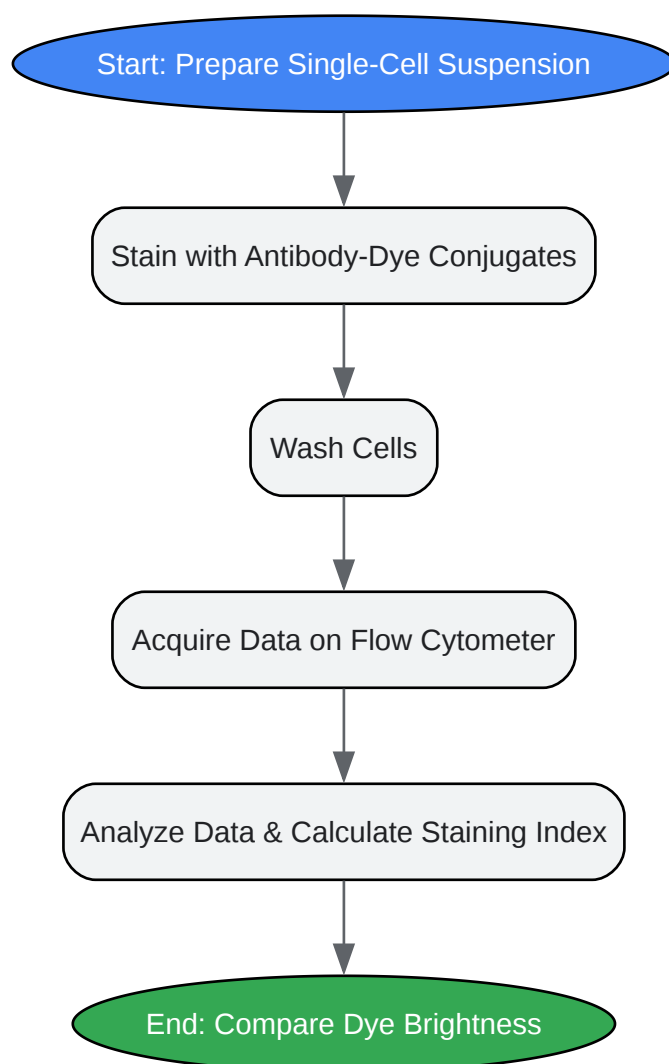 Start: Prepare Single-Cell Suspension
Stain with Antibody-Dye Conjugates
Wash Cells
Acquire Data on Flow Cytometer
Analyze Data & Calculate Staining Index
End: Compare Dye Brightness